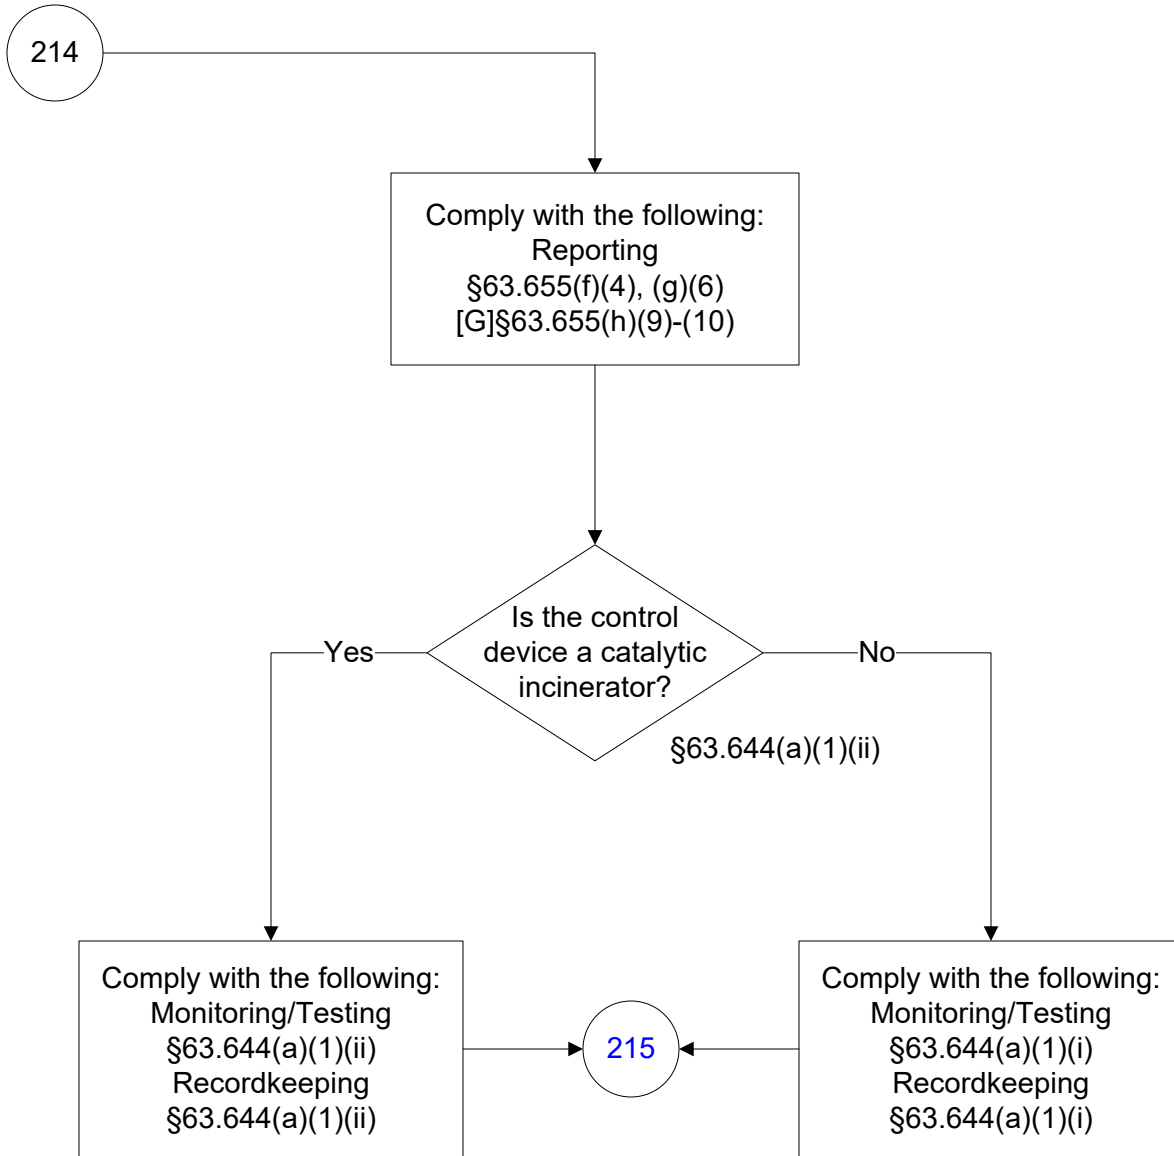 214
Comply with the following:
Reporting
§63.655(f)(4), (g)(6)
[G]§63.655(h)(9)-(10)
Is the control
device a catalytic
incinerator?
Yes
No
§63.644(a)(1)(ii)
Comply with the following:
Monitoring/Testing
§63.644(a)(1)(ii)
Recordkeeping
§63.644(a)(1)(ii)
215
Comply with the following:
Monitoring/Testing
§63.644(a)(1)(i)
Recordkeeping
§63.644(a)(1)(i)